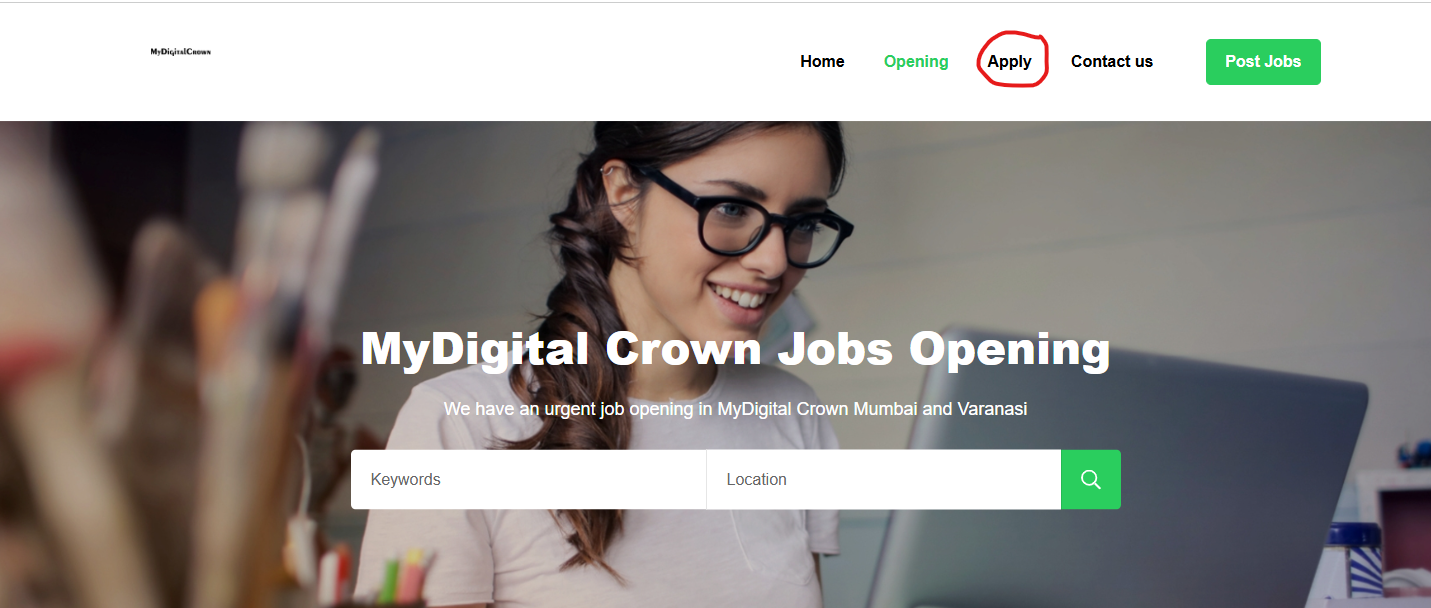 MyDigitalCrown
Home Opening Apply Contact us Post Jobs
MyDigital Crown Jobs Opening
We have an urgent job opening in MyDigital Crown Mumbai and Varanasi
Keywords Location